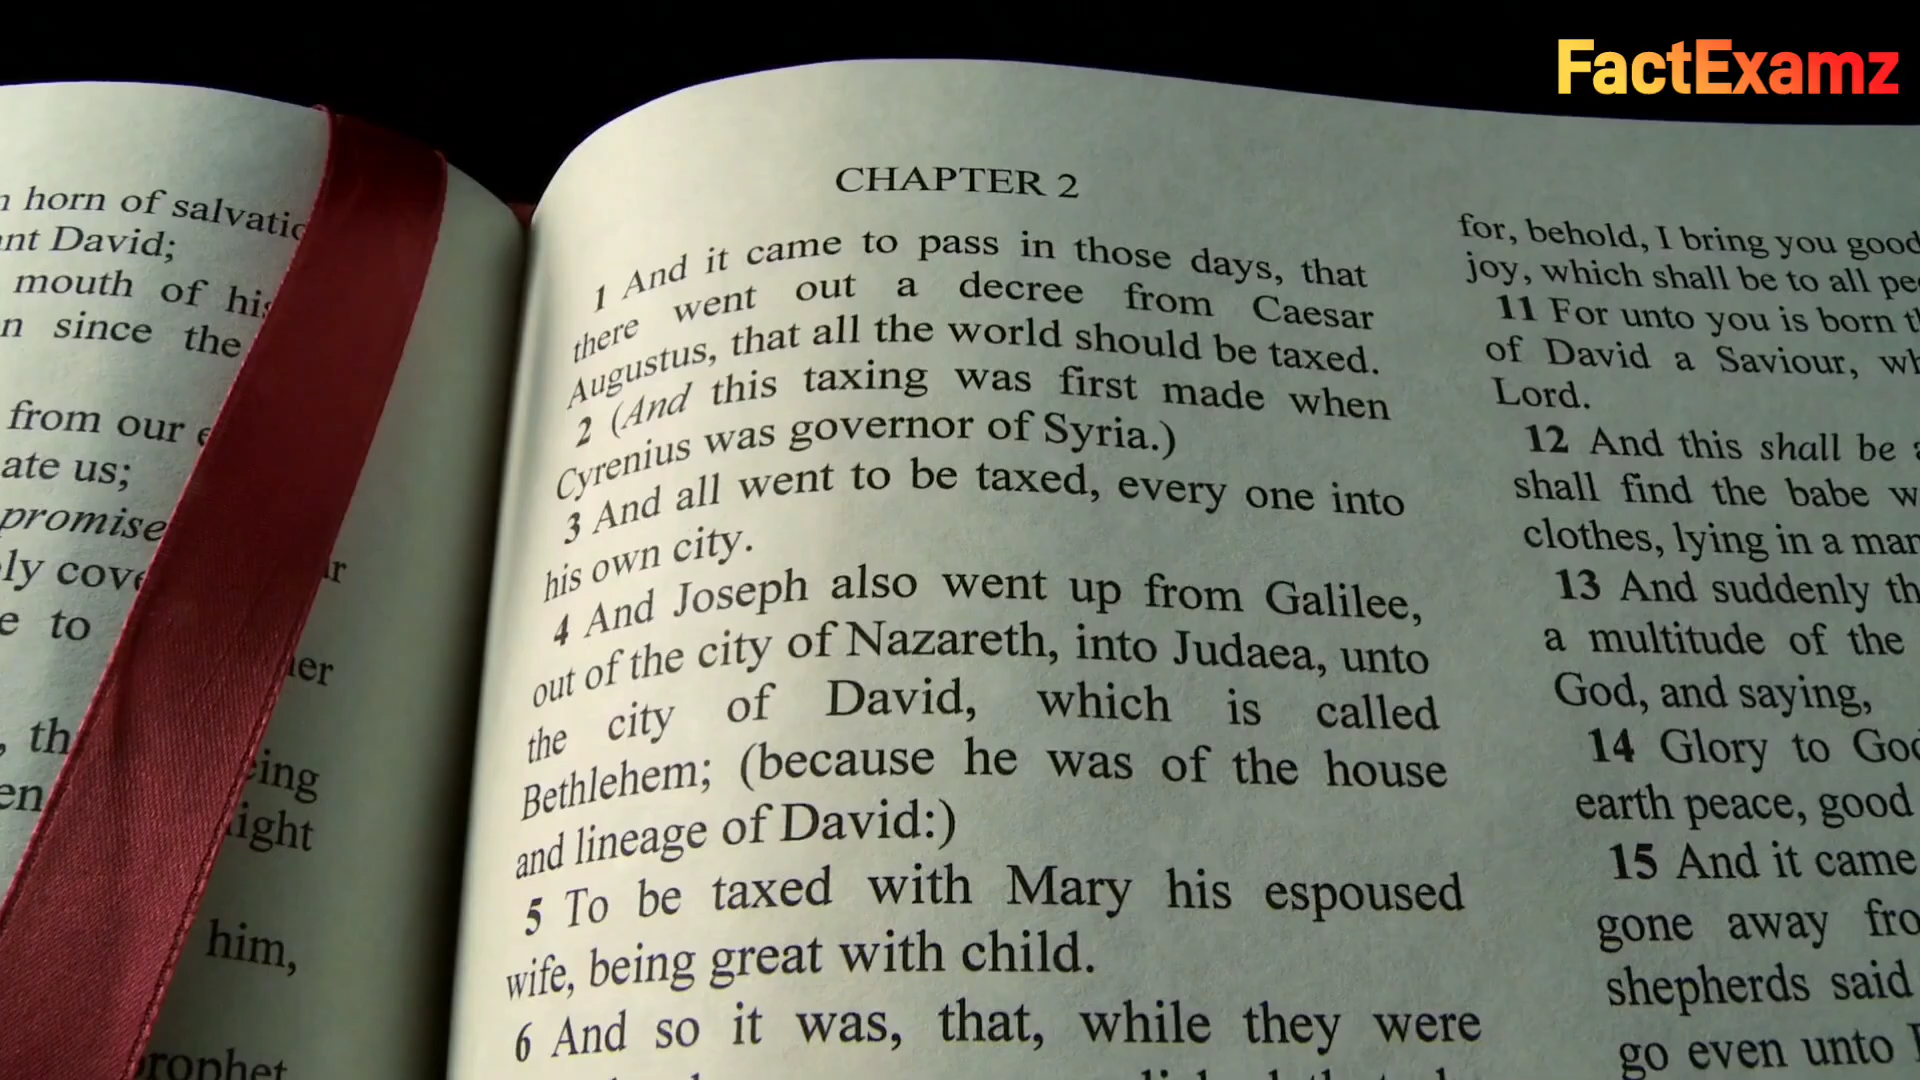 FactExamz
horn of salvatic
nt David;
mouth of his
n since the
from our e
ate us;
promise
ly cove r
e to
her
, th
en eing
ight
him,
rophet
CHAPTER 2
1 And it came to pass in those days, that
there went out a decree from Caesar
Augustus, that all the world should be taxed.
2 (And this taxing was first made when
Cyrenius was governor of Syria.)
3 And all went to be taxed, every one into
his own city.
4 And Joseph also went up from Galilee,
out of the city of Nazareth, into Judaea, unto
the city of David, which is called
Bethlehem; (because he was of the house
and lineage of David:)
5 To be taxed with Mary his espoused
wife, being great with child.
6 And so it was, that, while they were
for, behold, I bring you good
joy, which shall be to all pe
11 For unto you is born t
of David a Saviour, wh
Lord.
12 And this shall be a
shall find the babe w
clothes, lying in a man
13 And suddenly th
a multitude of the
God, and saying,
14 Glory to God
earth peace, good
15 And it came
gone away fro
shepherds said
go even unto